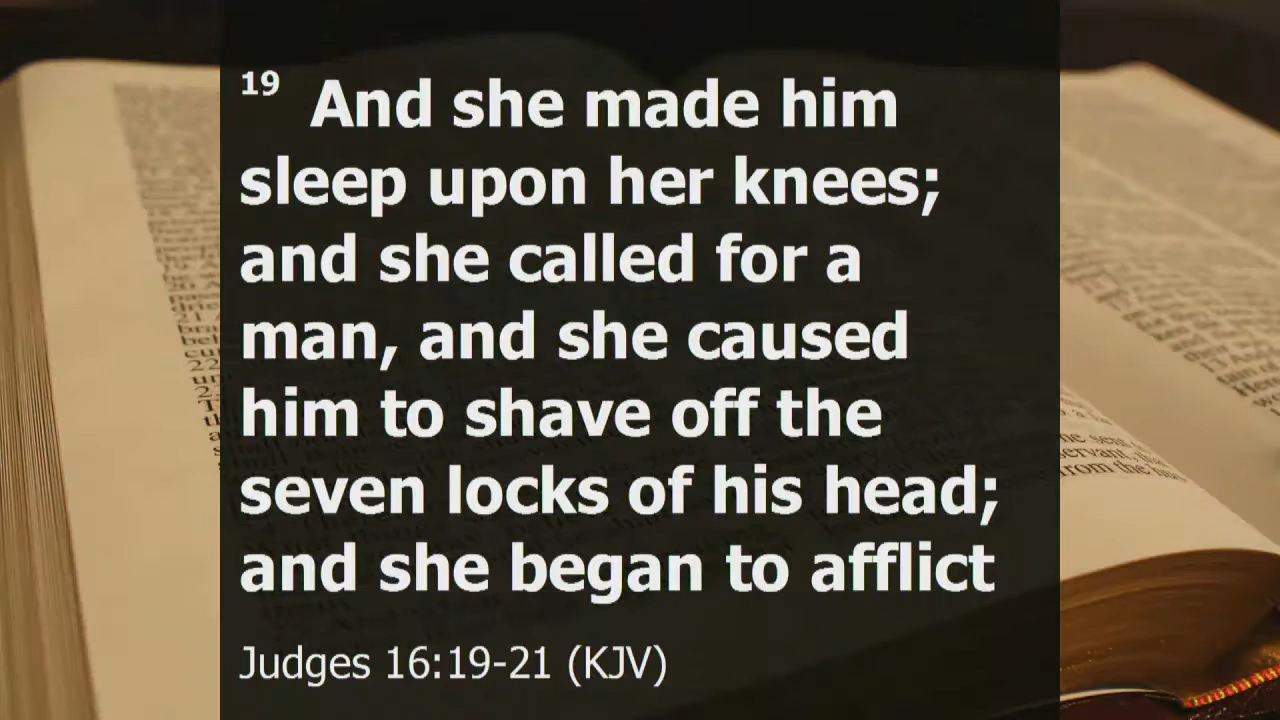 19 And she made him
sleep upon her knees;
and she called for a
man, and she caused
him to shave off the
seven locks of his head;
and she began to afflict
Judges 16:19-21 (KJV)